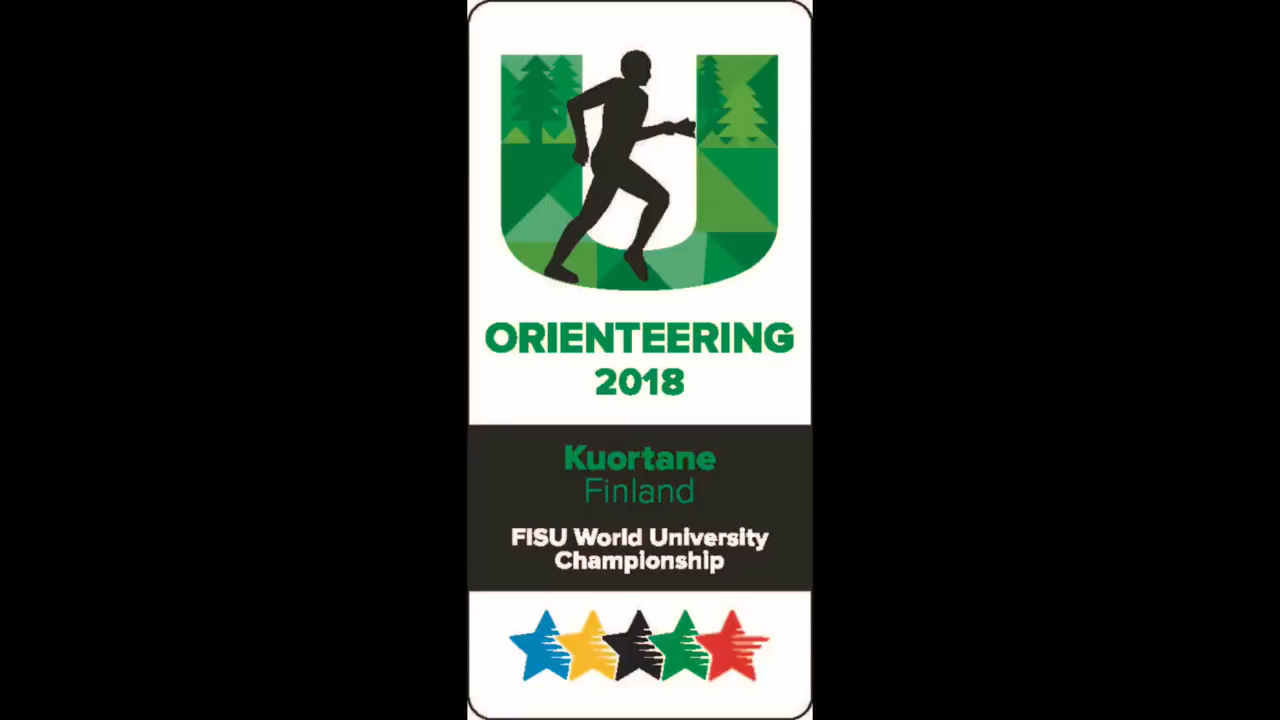 ORIENTEERING
2018
Kuortane
Finland
FISU World University
Championship